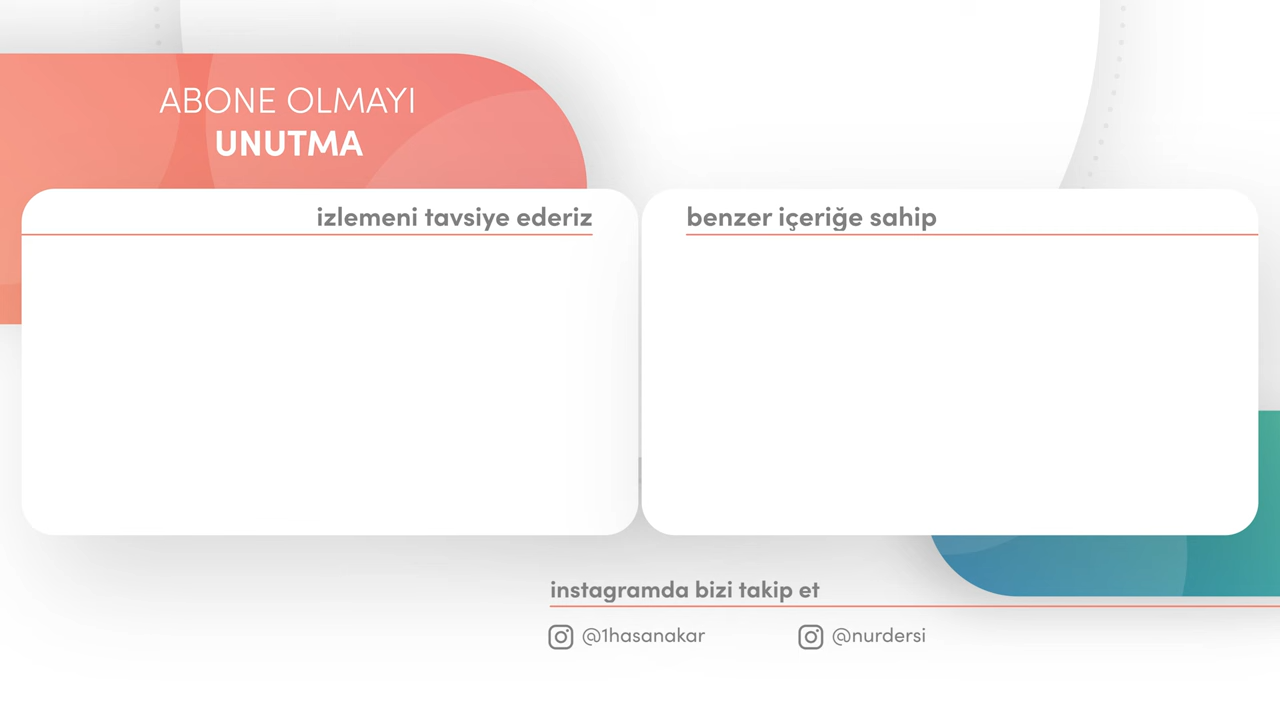 ABONE OLMAYI
UNUTMA
izlemeni tavsiye ederiz
benzer içeriğe sahip
instagramda bizi takip et
@1hasanakar
@nurdersi